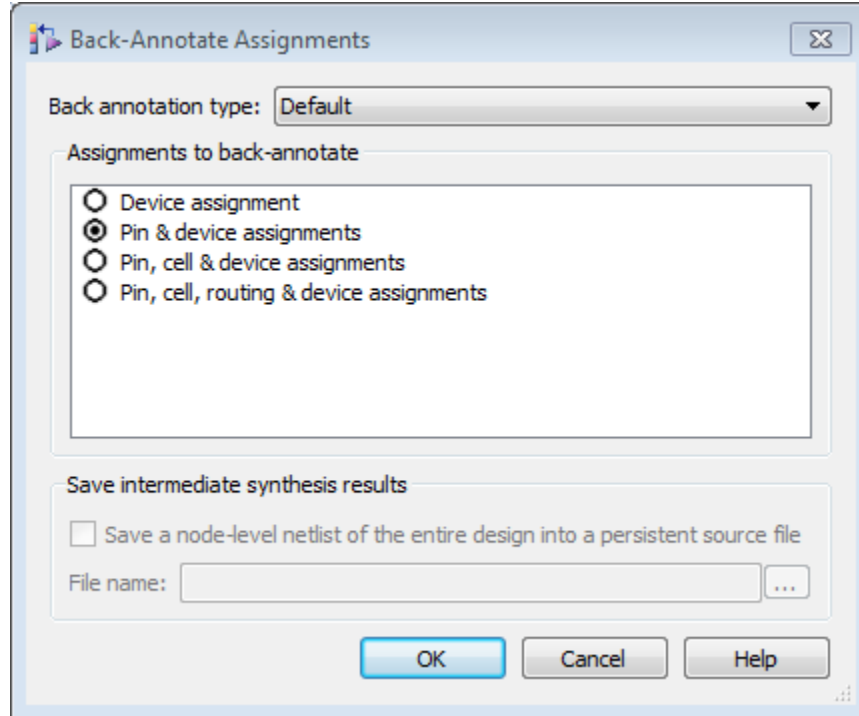 Back-Annotate Assignments
Back annotation type: Default
Assignments to back-annotate
Device assignment
Pin & device assignments
Pin, cell & device assignments
Pin, cell, routing & device assignments
Save intermediate synthesis results
Save a node-level netlist of the entire design into a persistent source file
File name: ...
OK Cancel Help